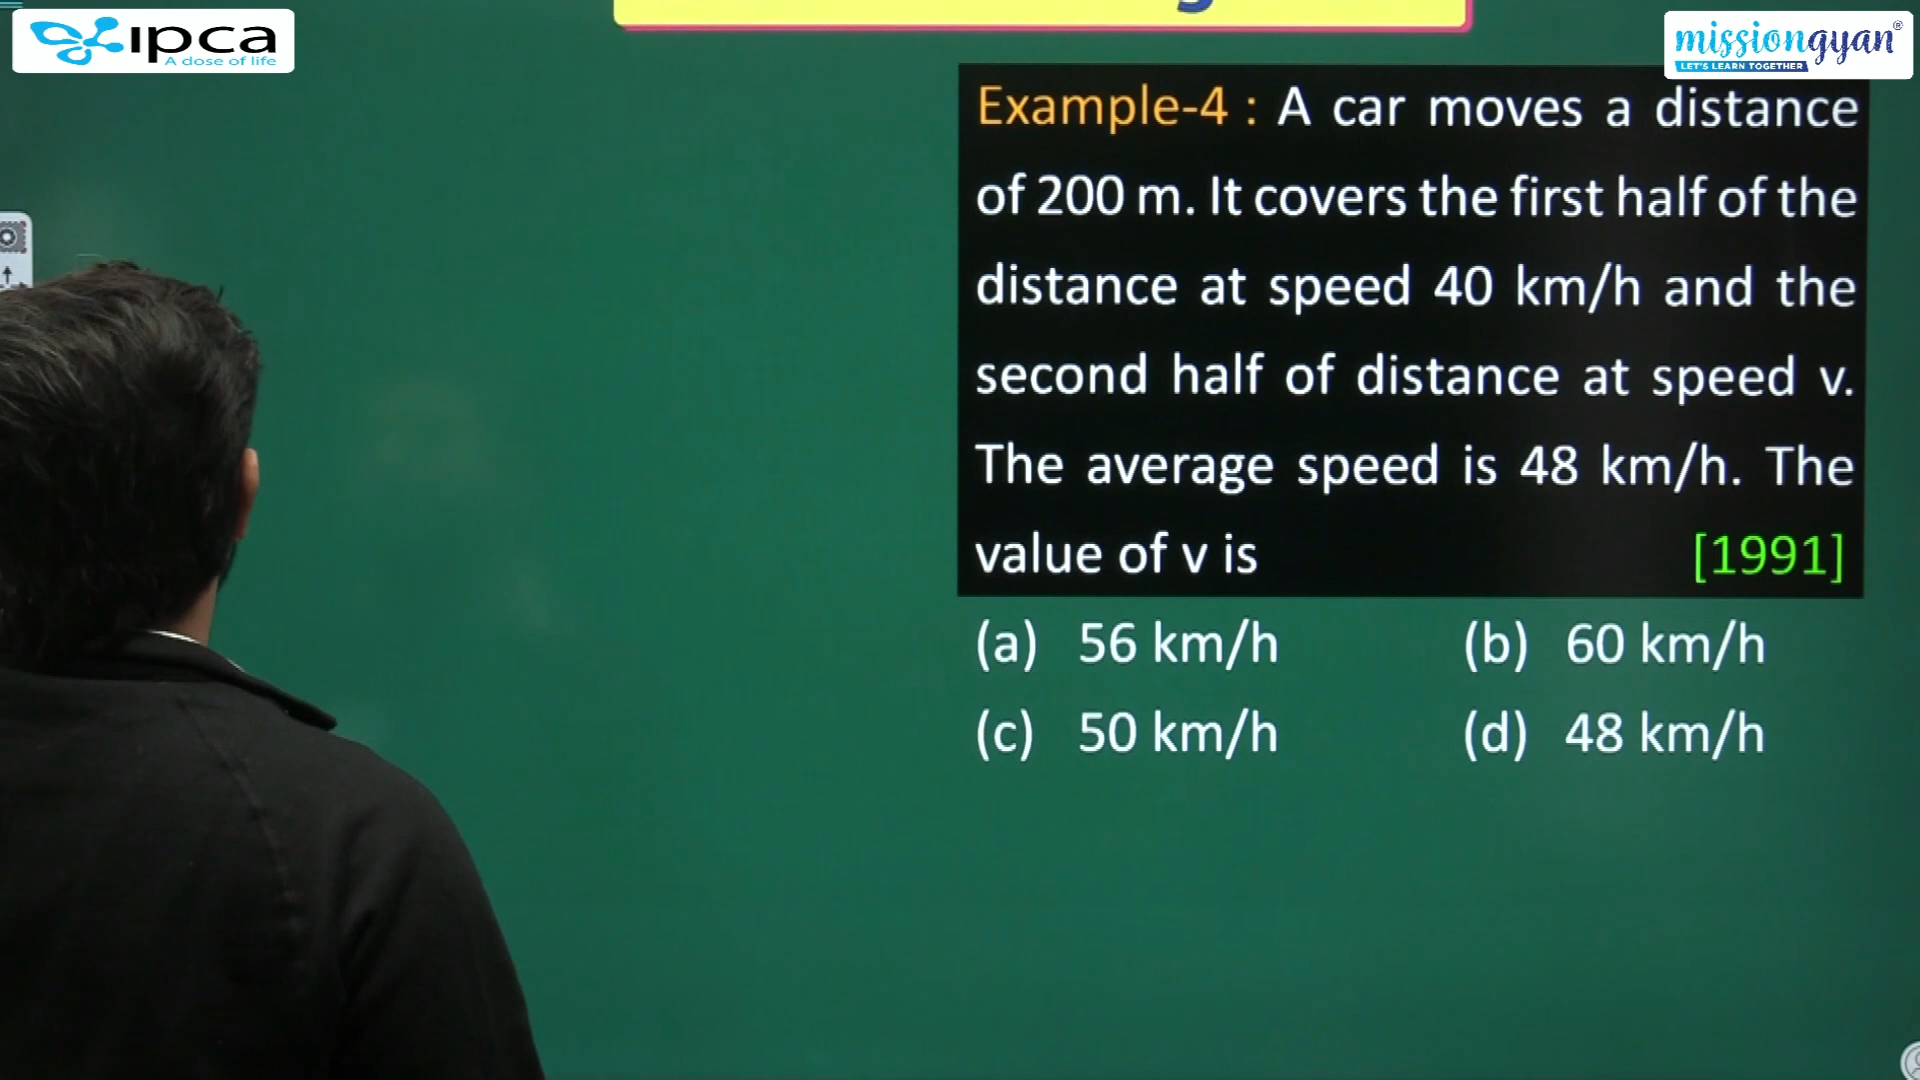 ipca
A dose of life
missiongyan®
LET'S LEARN TOGETHER
Example-4 : A car moves a distance
of 200 m. It covers the first half of the
distance at speed 40 km/h and the
second half of distance at speed v.
The average speed is 48 km/h. The
value of v is [1991]
(a) 56 km/h (b) 60 km/h
(c) 50 km/h (d) 48 km/h